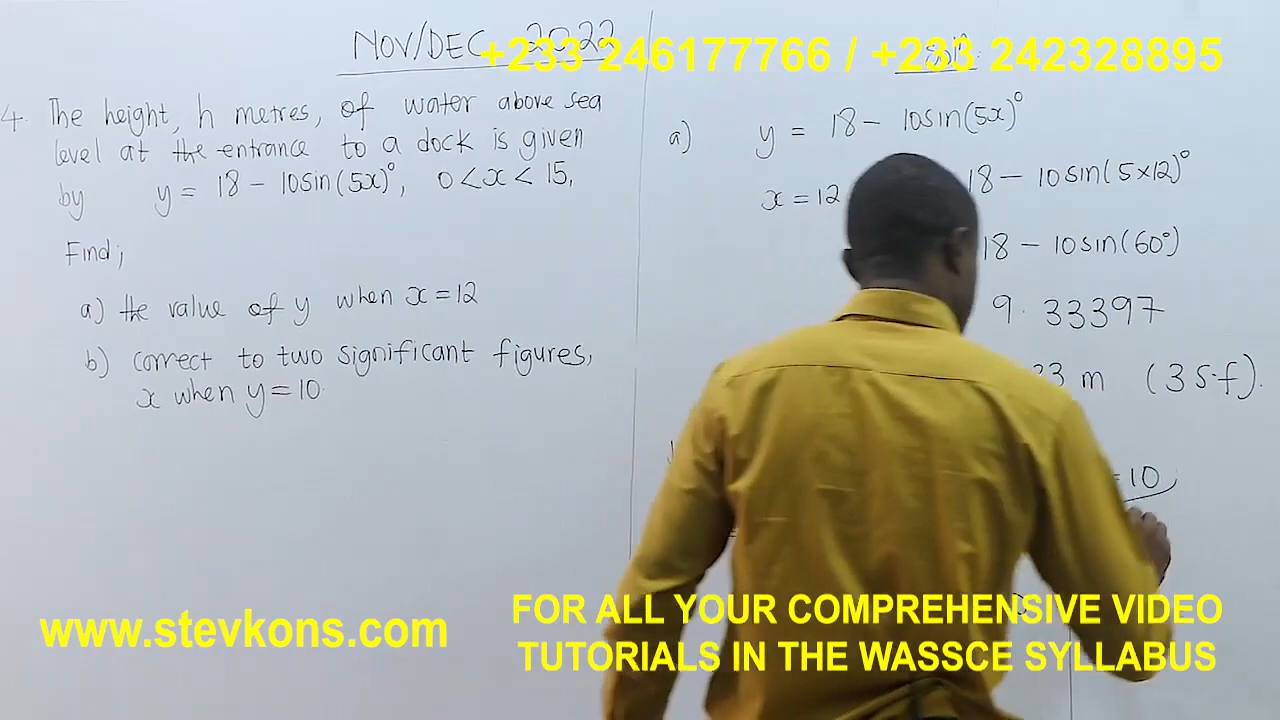 NOV/DEC 2022
+233 246177766 / +233 242328895
4. The height, h metres, of water above sea
level at the entrance to a dock is given
by y = 18 - 10sin(5x)°, 0<x<15,
Find;
a) the value of y when x=12
b) correct to two significant figures,
x when y=10.
Soln
a) y = 18 - 10sin(5x)°
x = 12
18 - 10sin(5×12)°
18 - 10sin(60°)
9.33397
33 m (3 s.f).
=10
www.stevkons.com
FOR ALL YOUR COMPREHENSIVE VIDEO
TUTORIALS IN THE WASSCE SYLLABUS